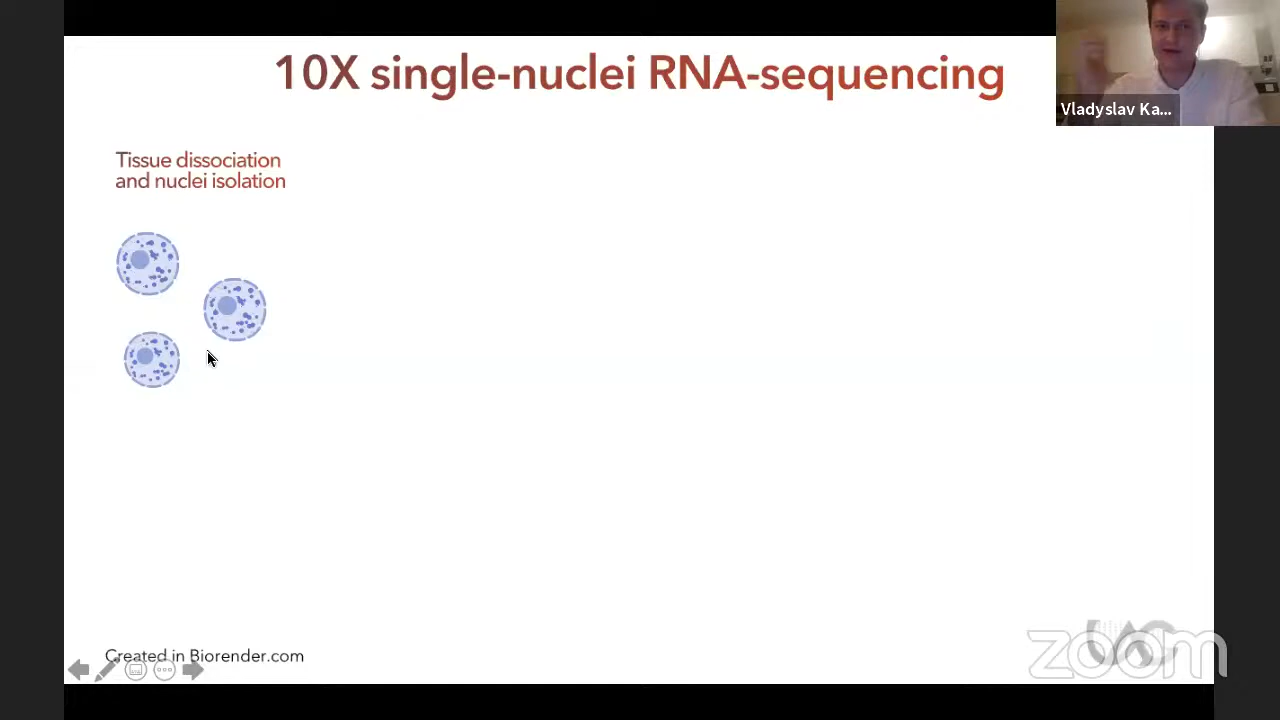 10X single-nuclei RNA-sequencing
Vladyslav Ka...
Tissue dissociation
and nuclei isolation
Created in Biorender.com
zoom